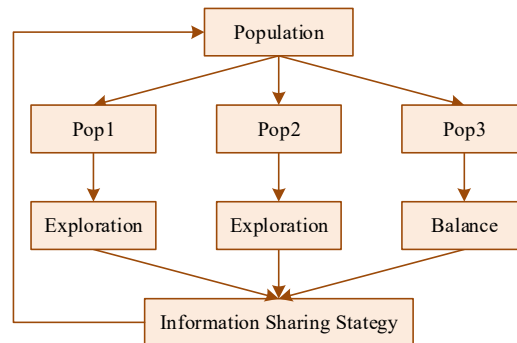 Population
Pop1
Pop2
Pop3
Exploration
Exploration
Balance
Information Sharing Stategy